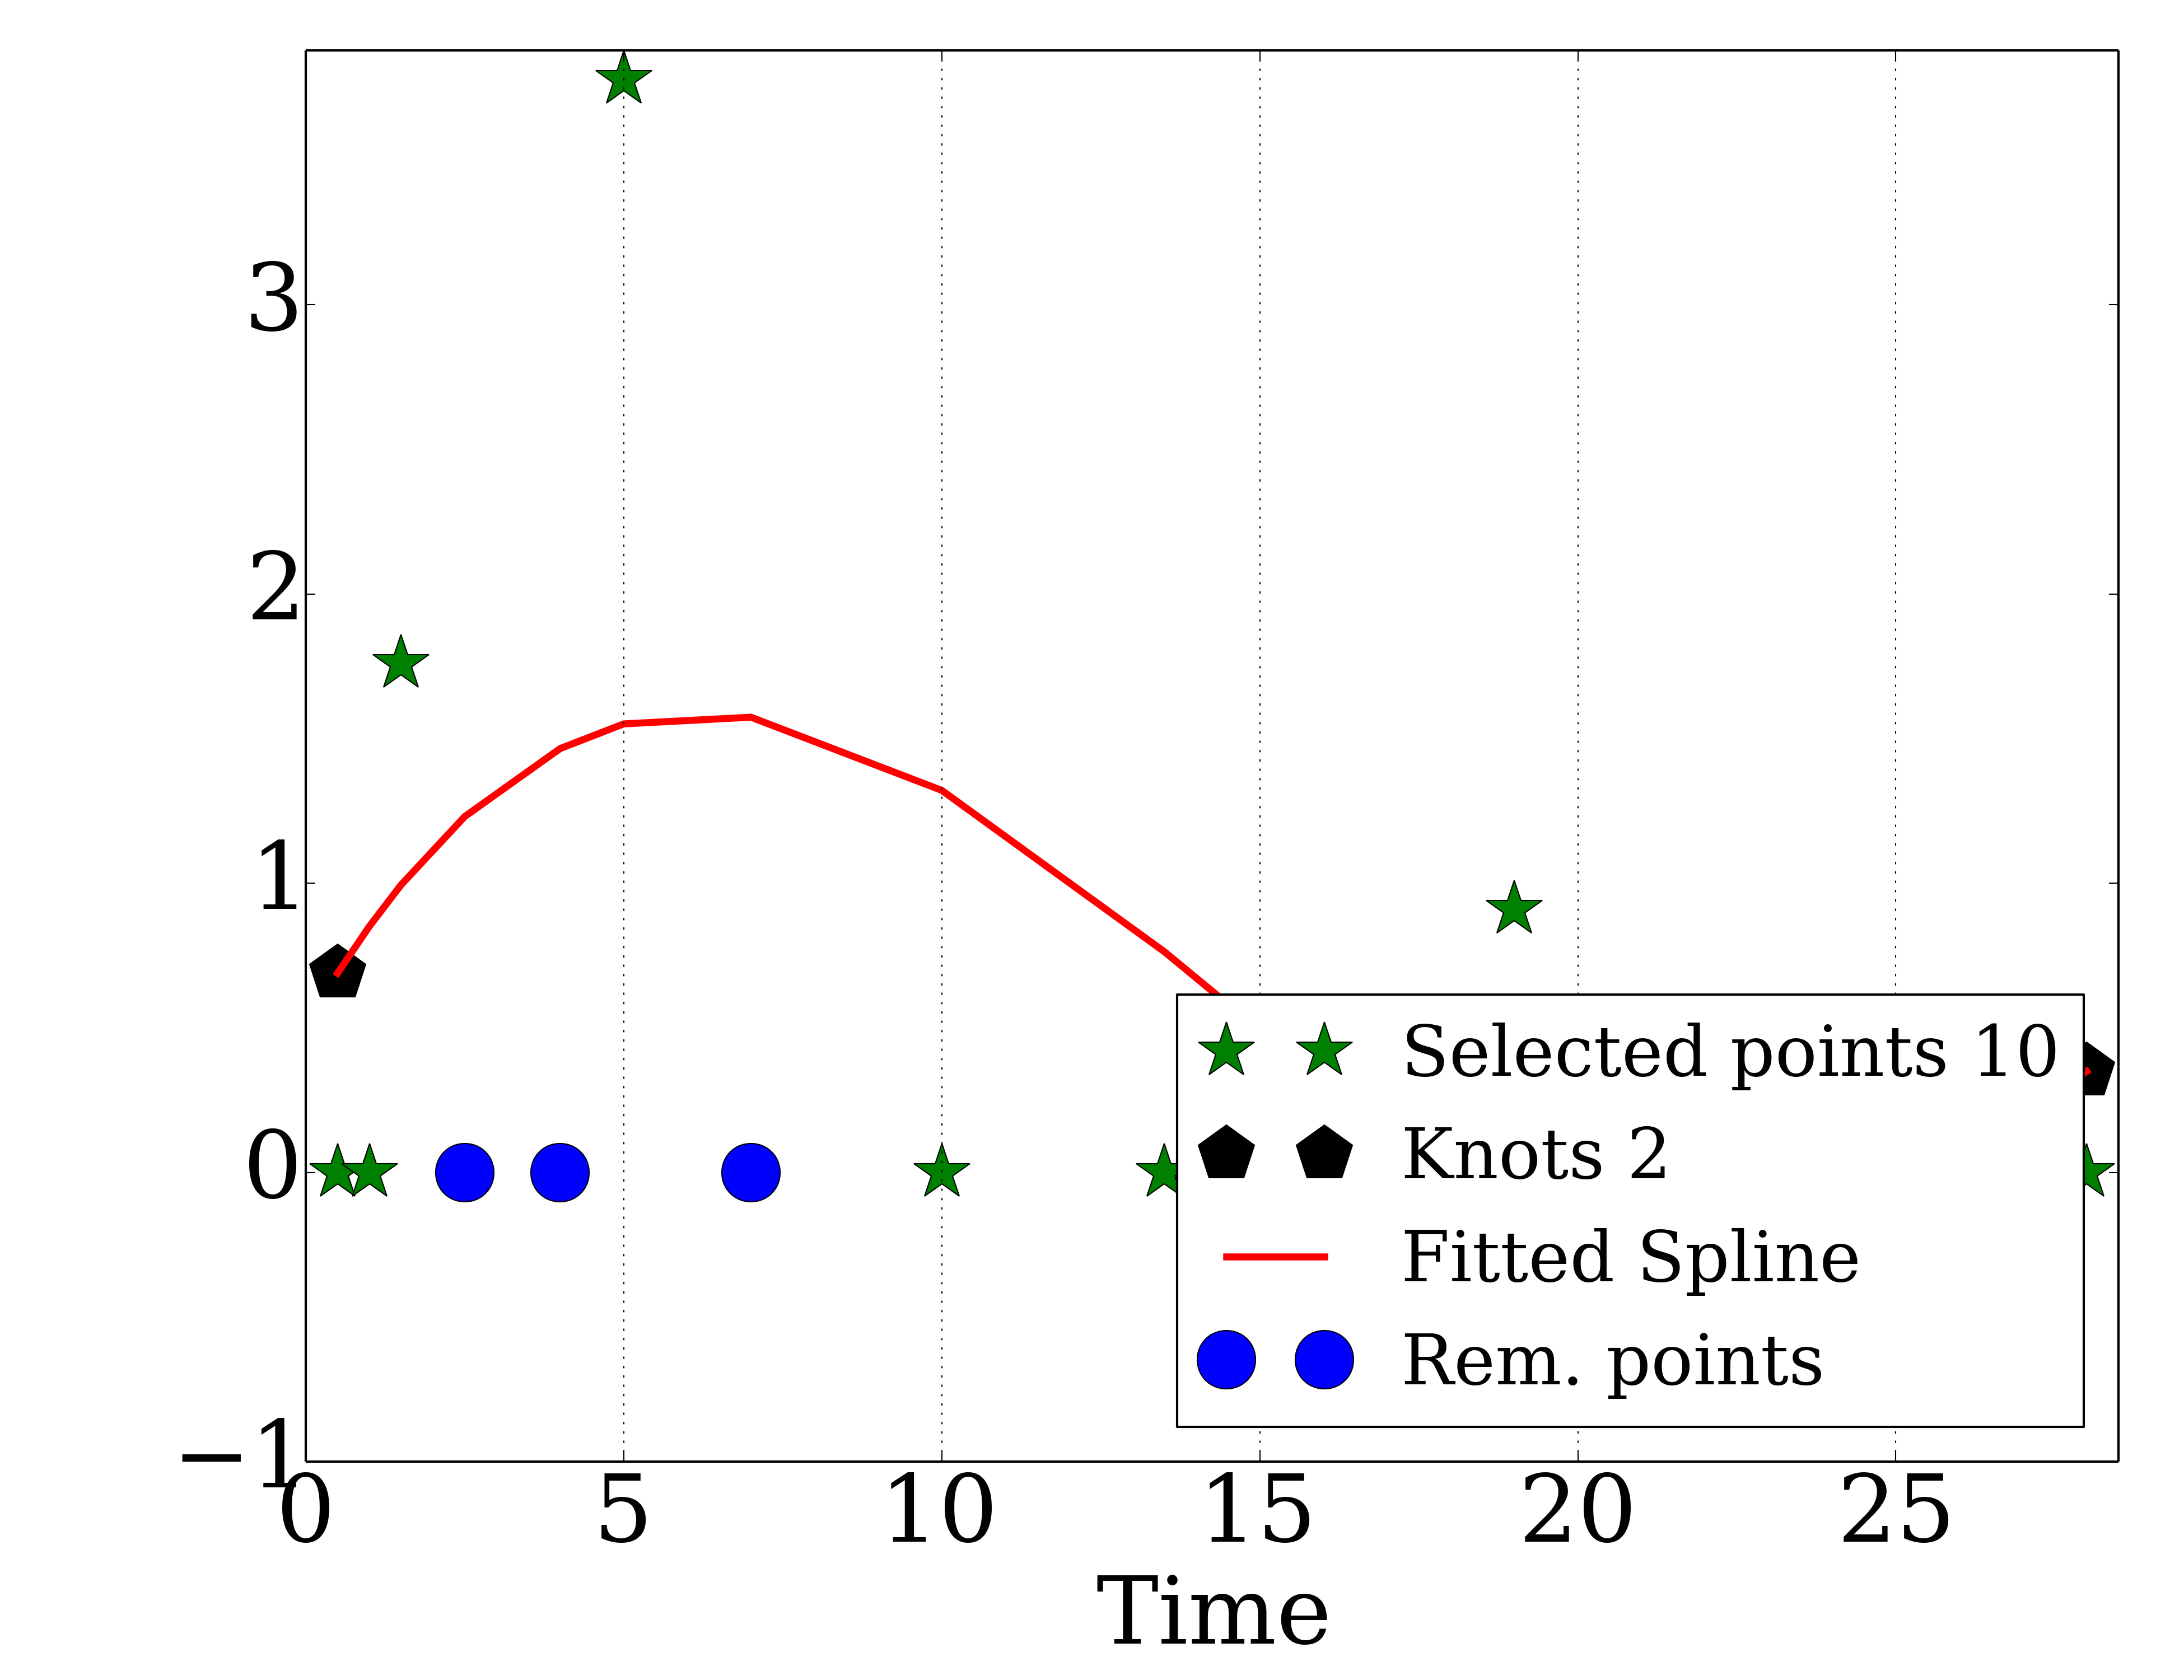 3
2
1
0
−1
Selected points 10
Knots 2
Fitted Spline
Rem. points
0 5 10 15 20 25
Time